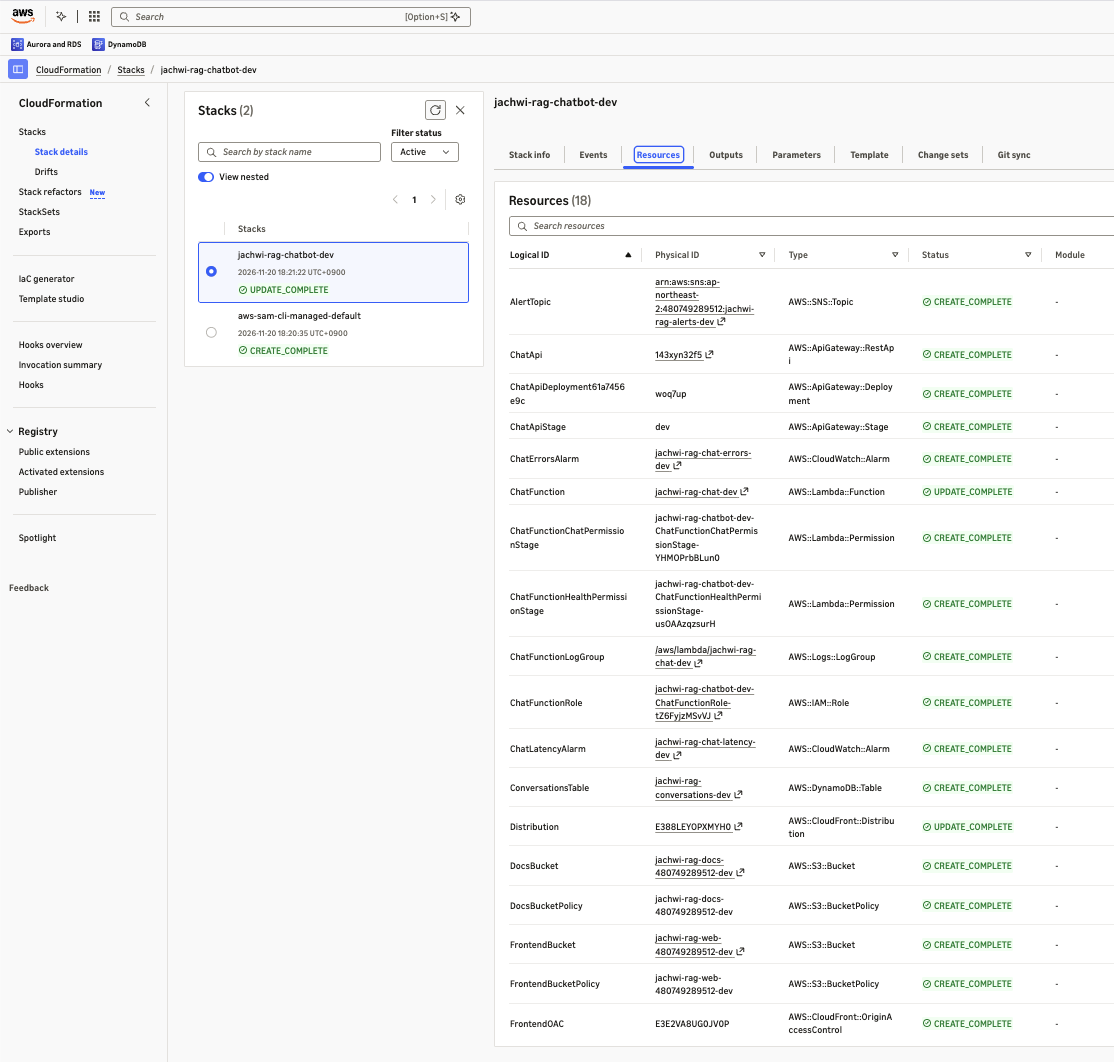 aws
Search
[Option+S]
Aurora and RDS
DynamoDB
CloudFormation / Stacks / jachwi-rag-chatbot-dev
CloudFormation
Stacks
Stack details
Drifts
Stack refactors New
StackSets
Exports
IaC generator
Template studio
Hooks overview
Invocation summary
Hooks
Registry
Public extensions
Activated extensions
Publisher
Spotlight
Feedback
Stacks (2)
Filter status
Search by stack name
Active
View nested
1
Stacks
jachwi-rag-chatbot-dev
2026-11-20 18:21:22 UTC+0900
UPDATE_COMPLETE
aws-sam-cli-managed-default
2026-11-20 18:20:35 UTC+0900
CREATE_COMPLETE
jachwi-rag-chatbot-dev
Stack info
Events
Resources
Outputs
Parameters
Template
Change sets
Git sync
Resources (18)
Search resources
Logical ID
Physical ID
Type
Status
Module
AlertTopic
arn:aws:sns:ap-
northeast-
2:480749289512:jachwi-
rag-alerts-dev
AWS::SNS::Topic
CREATE_COMPLETE
-
ChatApi
143xyn32f5
AWS::ApiGateway::RestAp
i
CREATE_COMPLETE
-
ChatApiDeployment61a7456
e9c
woq7up
AWS::ApiGateway::Deploy
ment
CREATE_COMPLETE
-
ChatApiStage
dev
AWS::ApiGateway::Stage
CREATE_COMPLETE
-
ChatErrorsAlarm
jachwi-rag-chat-errors-
dev
AWS::CloudWatch::Alarm
CREATE_COMPLETE
-
ChatFunction
jachwi-rag-chat-dev
AWS::Lambda::Function
UPDATE_COMPLETE
-
ChatFunctionChatPermissio
nStage
jachwi-rag-chatbot-dev-
ChatFunctionChatPermis
sionStage-
YHMOPrbBLun0
AWS::Lambda::Permission
CREATE_COMPLETE
-
ChatFunctionHealthPermissi
onStage
jachwi-rag-chatbot-dev-
ChatFunctionHealthPerm
issionStage-
usOAAzqzsurH
AWS::Lambda::Permission
CREATE_COMPLETE
-
ChatFunctionLogGroup
/aws/lambda/jachwi-rag-
chat-dev
AWS::Logs::LogGroup
CREATE_COMPLETE
-
ChatFunctionRole
jachwi-rag-chatbot-dev-
ChatFunctionRole-
tZ6FyjzMSvVJ
AWS::IAM::Role
CREATE_COMPLETE
-
ChatLatencyAlarm
jachwi-rag-chat-latency-
dev
AWS::CloudWatch::Alarm
CREATE_COMPLETE
-
ConversationsTable
jachwi-rag-
conversations-dev
AWS::DynamoDB::Table
CREATE_COMPLETE
-
Distribution
E388LEYOPXMYH0
AWS::CloudFront::Distribu
tion
UPDATE_COMPLETE
-
DocsBucket
jachwi-rag-docs-
480749289512-dev
AWS::S3::Bucket
CREATE_COMPLETE
-
DocsBucketPolicy
jachwi-rag-docs-
480749289512-dev
AWS::S3::BucketPolicy
CREATE_COMPLETE
-
FrontendBucket
jachwi-rag-web-
480749289512-dev
AWS::S3::Bucket
CREATE_COMPLETE
-
FrontendBucketPolicy
jachwi-rag-web-
480749289512-dev
AWS::S3::BucketPolicy
CREATE_COMPLETE
-
FrontendOAC
E3E2VA8UG0JV0P
AWS::CloudFront::OriginA
ccessControl
CREATE_COMPLETE
-